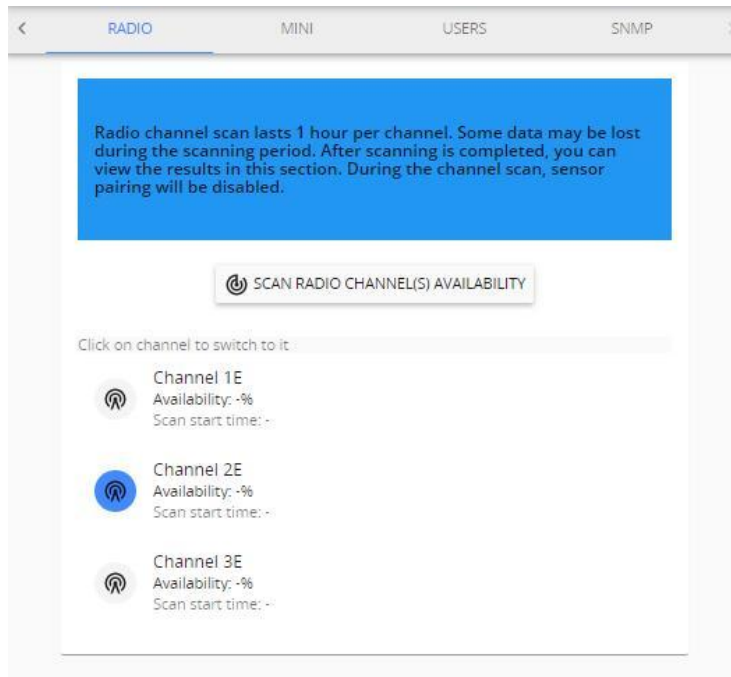 RADIO MINI USERS SNMP
Radio channel scan lasts 1 hour per channel. Some data may be lost
during the scanning period. After scanning is completed, you can
view the results in this section. During the channel scan, sensor
pairing will be disabled.
SCAN RADIO CHANNEL(S) AVAILABILITY
Click on channel to switch to it
Channel 1E
Availability: -%
Scan start time: -
Channel 2E
Availability: -%
Scan start time: -
Channel 3E
Availability: -%
Scan start time: -